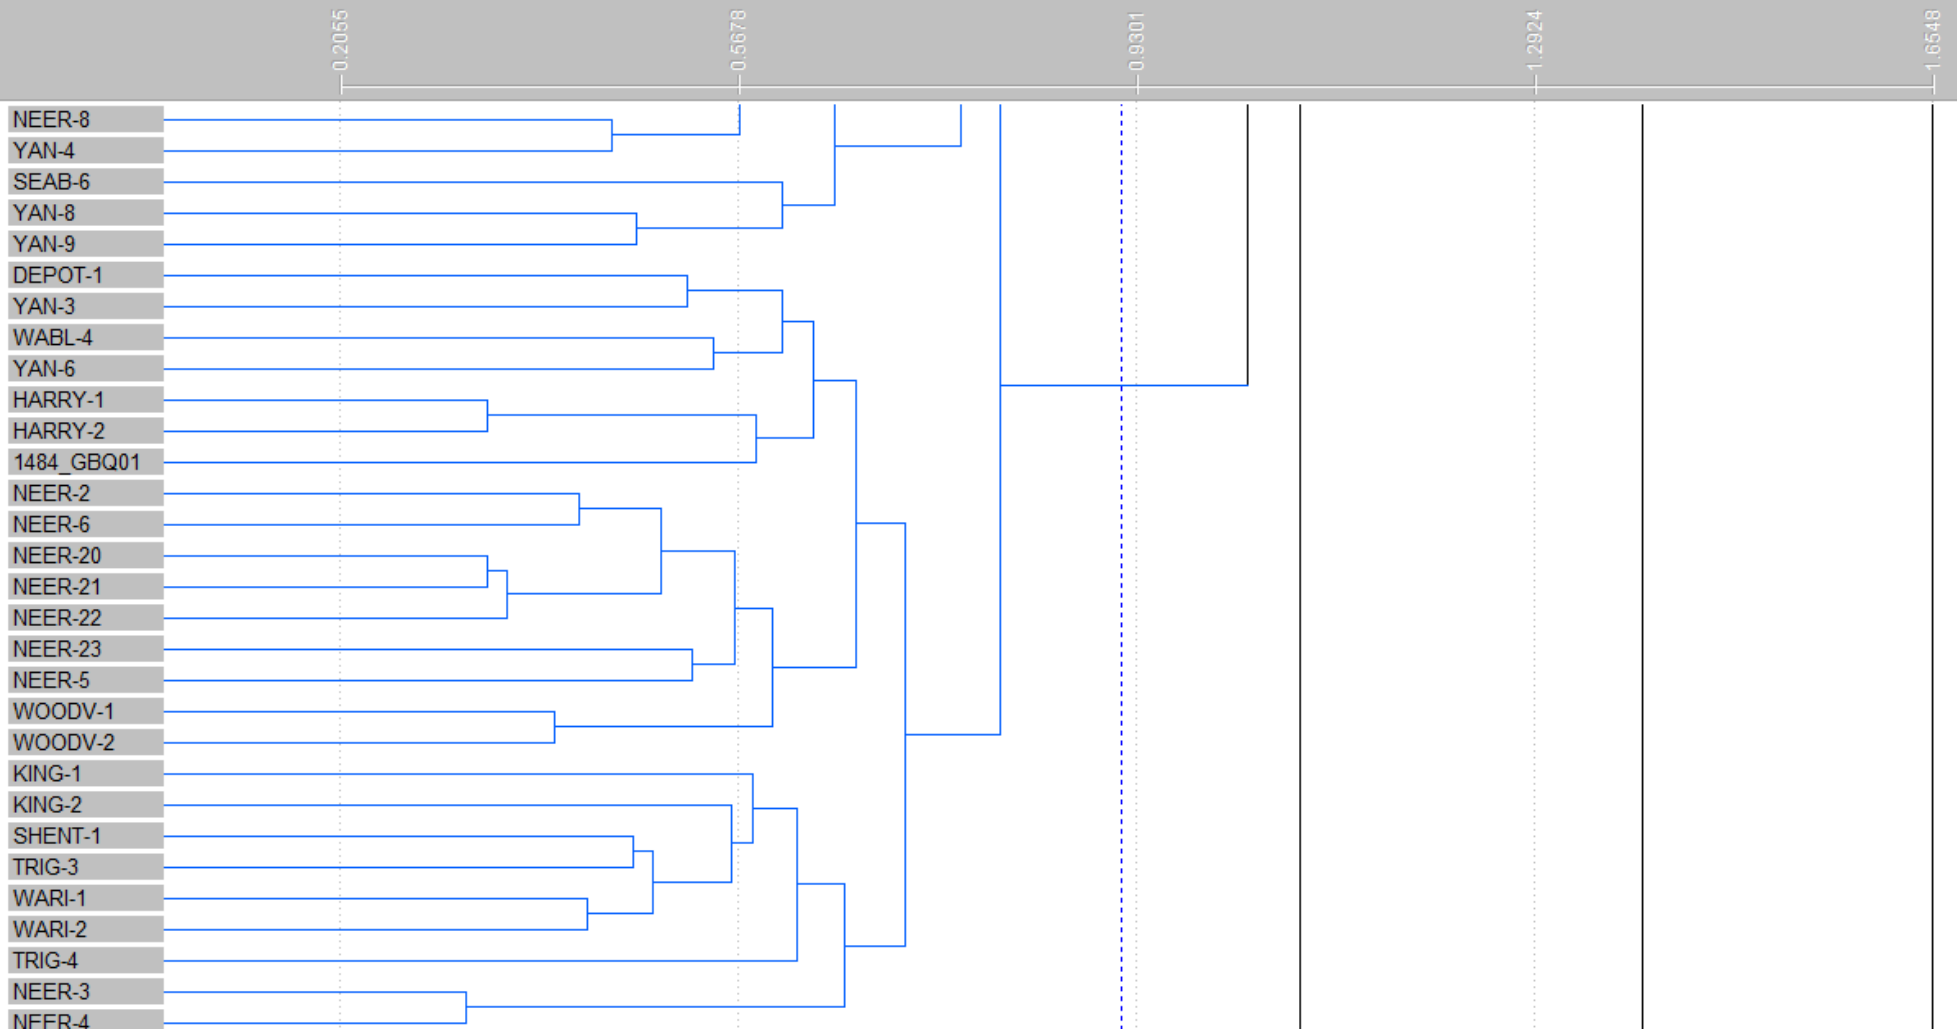 0.2055
0.5678
0.9301
1.2924
1.6548
NEER-8
YAN-4
SEAB-6
YAN-8
YAN-9
DEPOT-1
YAN-3
WABL-4
YAN-6
HARRY-1
HARRY-2
1484_GBQ01
NEER-2
NEER-6
NEER-20
NEER-21
NEER-22
NEER-23
NEER-5
WOODV-1
WOODV-2
KING-1
KING-2
SHENT-1
TRIG-3
WARI-1
WARI-2
TRIG-4
NEER-3
NEER-4